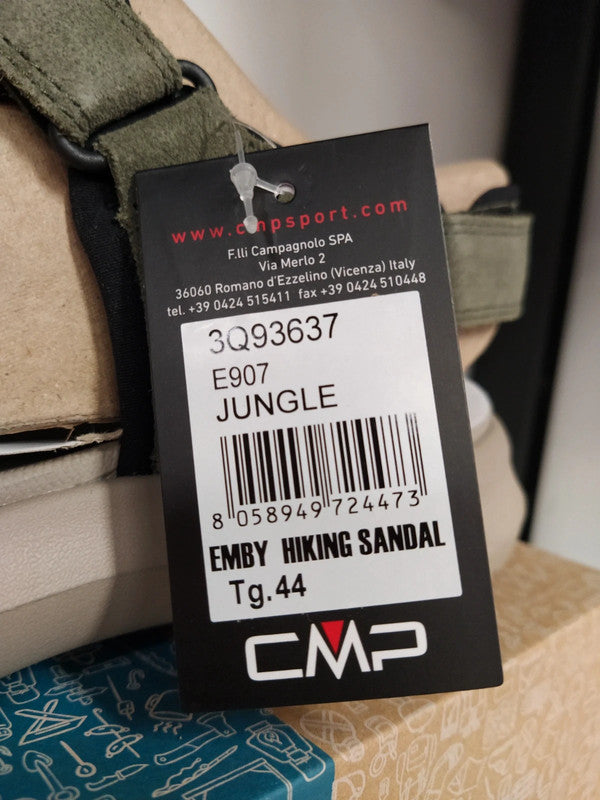 www.cmpsport.com
F.lli Campagnolo SPA
Via Merlo 2
36060 Romano d'Ezzelino (Vicenza) Italy
tel. +39 0424 515411 fax +39 0424 510448
3Q93637
E907
JUNGLE
8 058949 724473
EMBY HIKING SANDAL
Tg.44
CMP